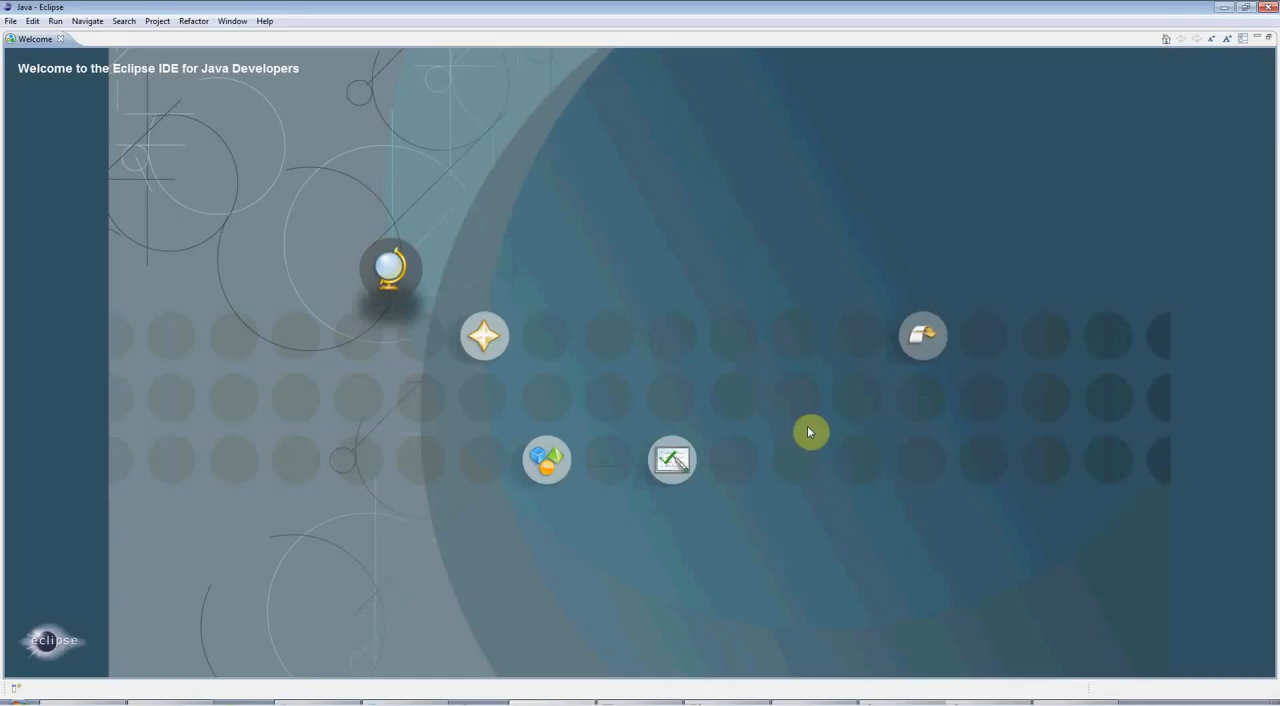 Java - Eclipse
File Edit Run Navigate Search Project Refactor Window Help
Welcome
Welcome to the Eclipse IDE for Java Developers
eclipse